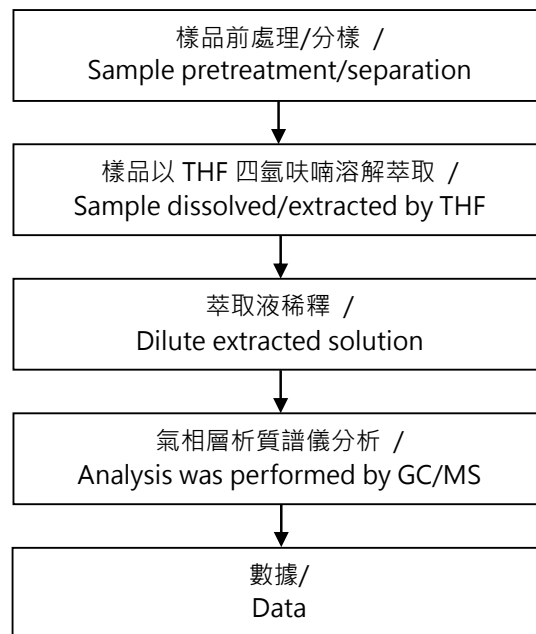 樣品前處理/分樣 /
Sample pretreatment/separation
樣品以 THF 四氫呋喃溶解萃取 /
Sample dissolved/extracted by THF
萃取液稀釋 /
Dilute extracted solution
氣相層析質譜儀分析 /
Analysis was performed by GC/MS
數據/
Data